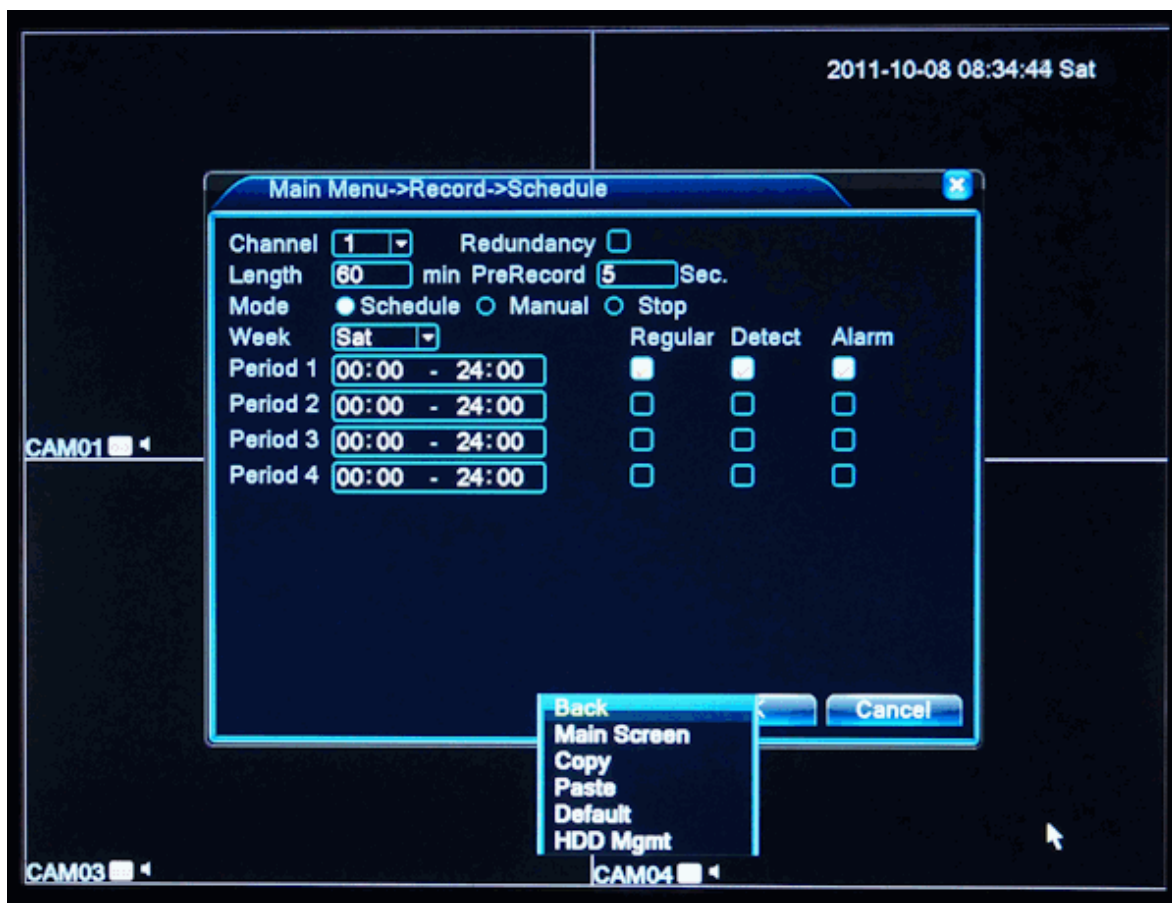 2011-10-08 08:34:44 Sat
Main Menu->Record->Schedule
Channel 1 Redundancy
Length 60 min PreRecord 5 Sec.
Mode Schedule Manual Stop
Week Sat Regular Detect Alarm
Period 1 00:00 - 24:00
Period 2 00:00 - 24:00
Period 3 00:00 - 24:00
CAM01
Period 4 00:00 - 24:00
Back
Cancel
Main Screen
Copy
Paste
Default
HDD Mgmt
CAM03
CAM04